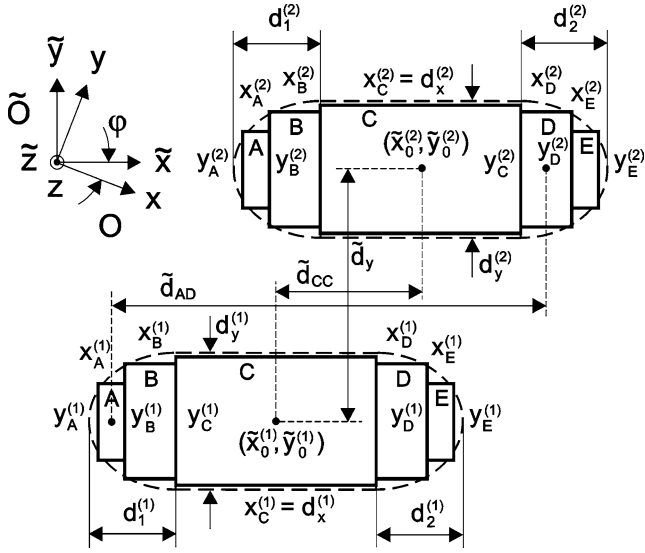 d₁⁽²⁾ d₂⁽²⁾
ỹ y
x_A⁽²⁾ x_B⁽²⁾ x_C⁽²⁾ = d_x⁽²⁾ x_D⁽²⁾ x_E⁽²⁾
Õ φ
A B C D E
y_A⁽²⁾ y_B⁽²⁾ (x̃₀⁽²⁾, ỹ₀⁽²⁾) y_C⁽²⁾ y_D⁽²⁾ y_E⁽²⁾
z̃ x̃
z x
O
d̃_y d_y⁽²⁾
d̃_CC
d̃_AD
x_A⁽¹⁾ x_B⁽¹⁾ d_y⁽¹⁾ x_D⁽¹⁾ x_E⁽¹⁾
A B C D E
y_A⁽¹⁾ y_B⁽¹⁾ y_C⁽¹⁾ (x̃₀⁽¹⁾, ỹ₀⁽¹⁾) y_D⁽¹⁾ y_E⁽¹⁾
d₁⁽¹⁾ x_C⁽¹⁾ = d_x⁽¹⁾ d₂⁽¹⁾